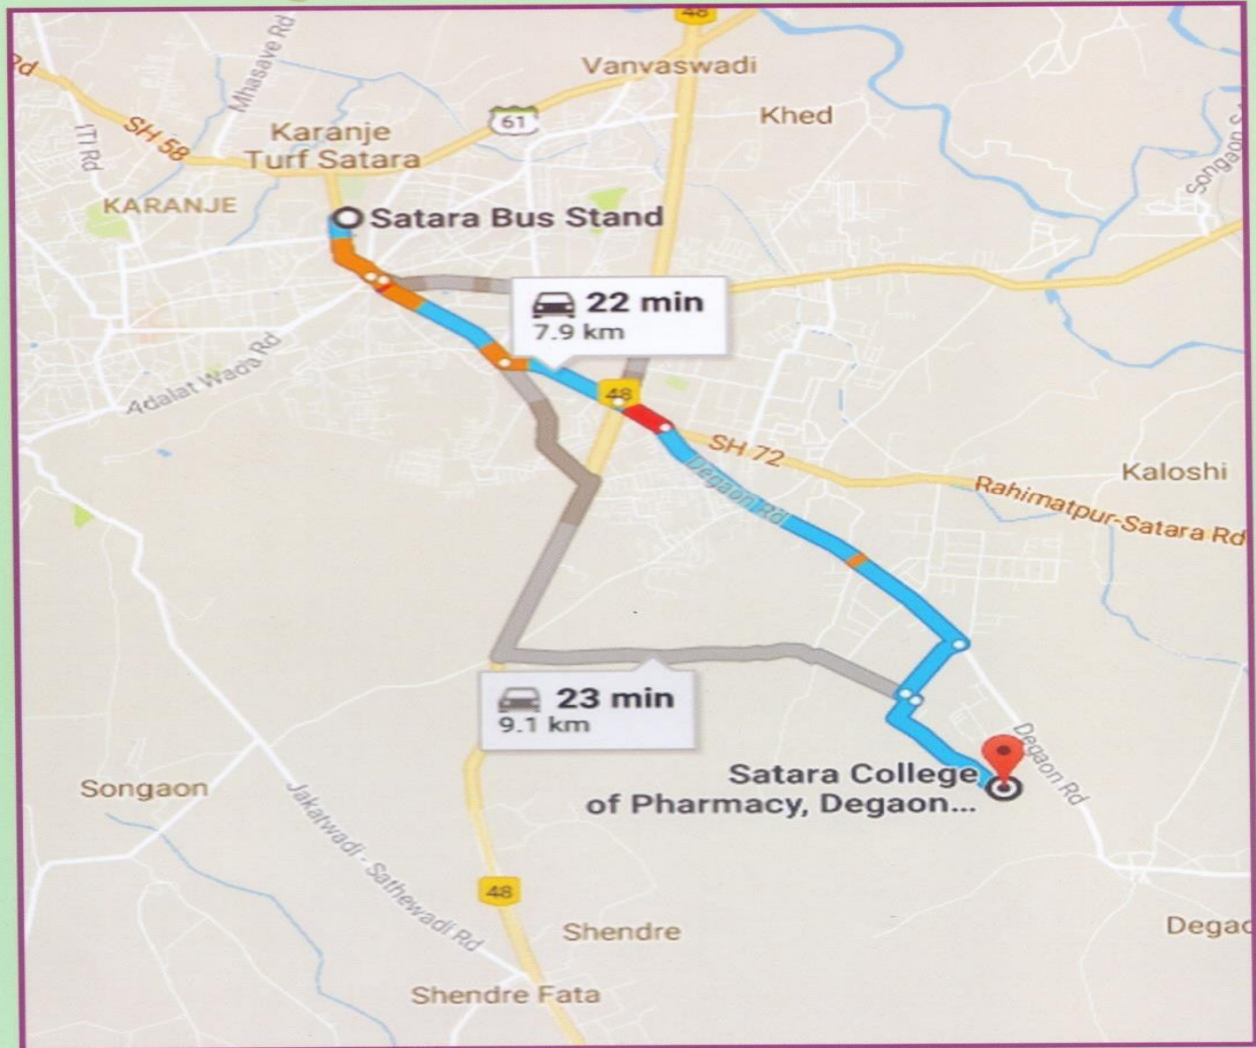 48
Vanvaswadi
Rd
Mhasave Rd
Khed
61
ITI Rd
SH 58
Karanje
Turf Satara
KARANJE
Satara Bus Stand
22 min
7.9 km
Adalat Wada Rd
48
SH 72
Degaon Rd
Kaloshi
Rahimatpur-Satara Rd
23 min
9.1 km
Degaon Rd
Satara College
of Pharmacy, Degaon...
Songaon
Jakatwadi - Sathewadi Rd
48
Shendre
Degao
Shendre Fata